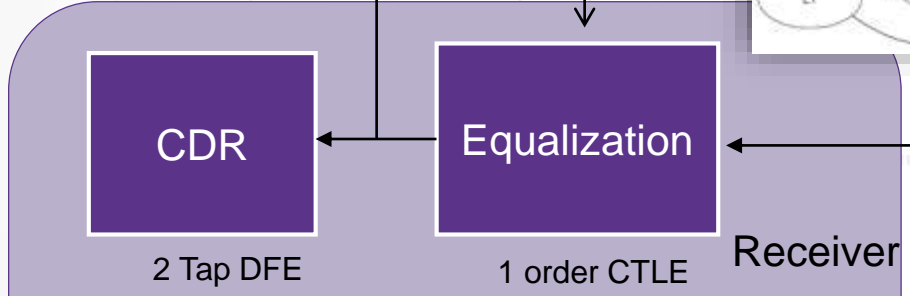 CDR
Equalization
2 Tap DFE
1 order CTLE
Receiver